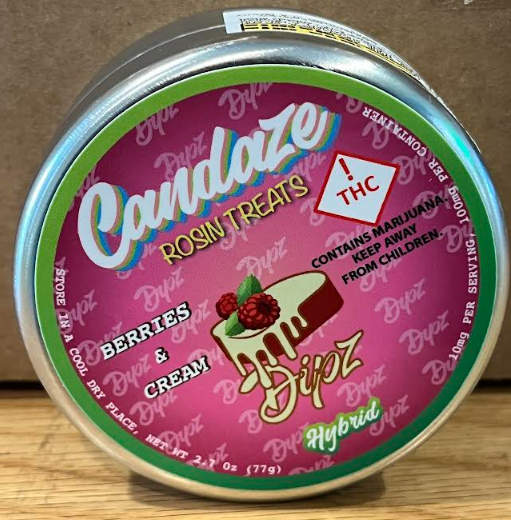 Candaze
ROSIN TREATS
!
THC
CONTAINS MARIJUANA.
KEEP AWAY
FROM CHILDREN.
BERRIES
&
CREAM
Dipz
Hybrid
STORE IN A COOL DRY PLACE, NET WT 2.7 Oz (77g)
10mg PER SERVING, 100mg PER CONTAINER